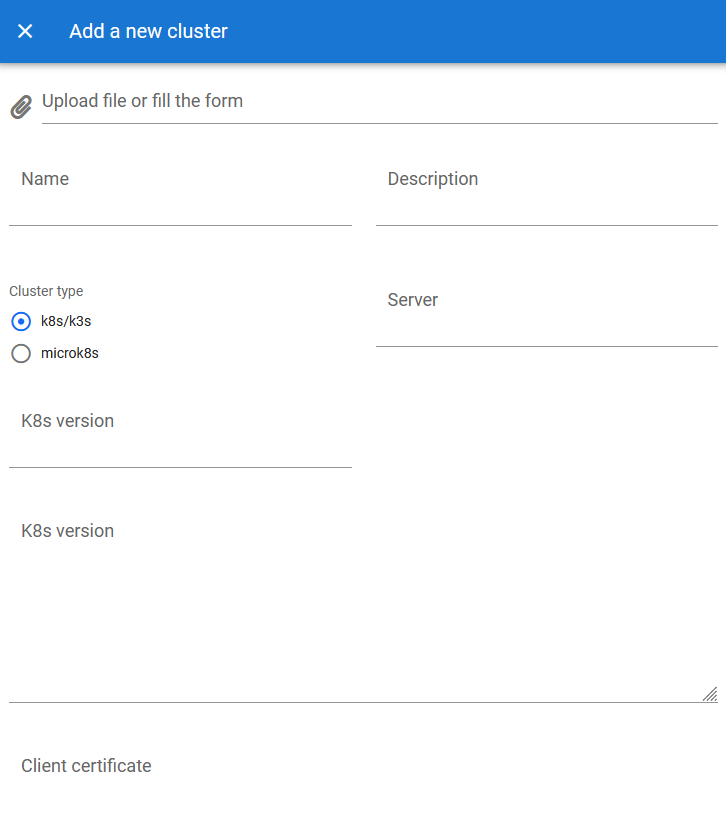 Add a new cluster
Upload file or fill the form
Name
Description
Cluster type
k8s/k3s
microk8s
Server
K8s version
K8s version
Client certificate